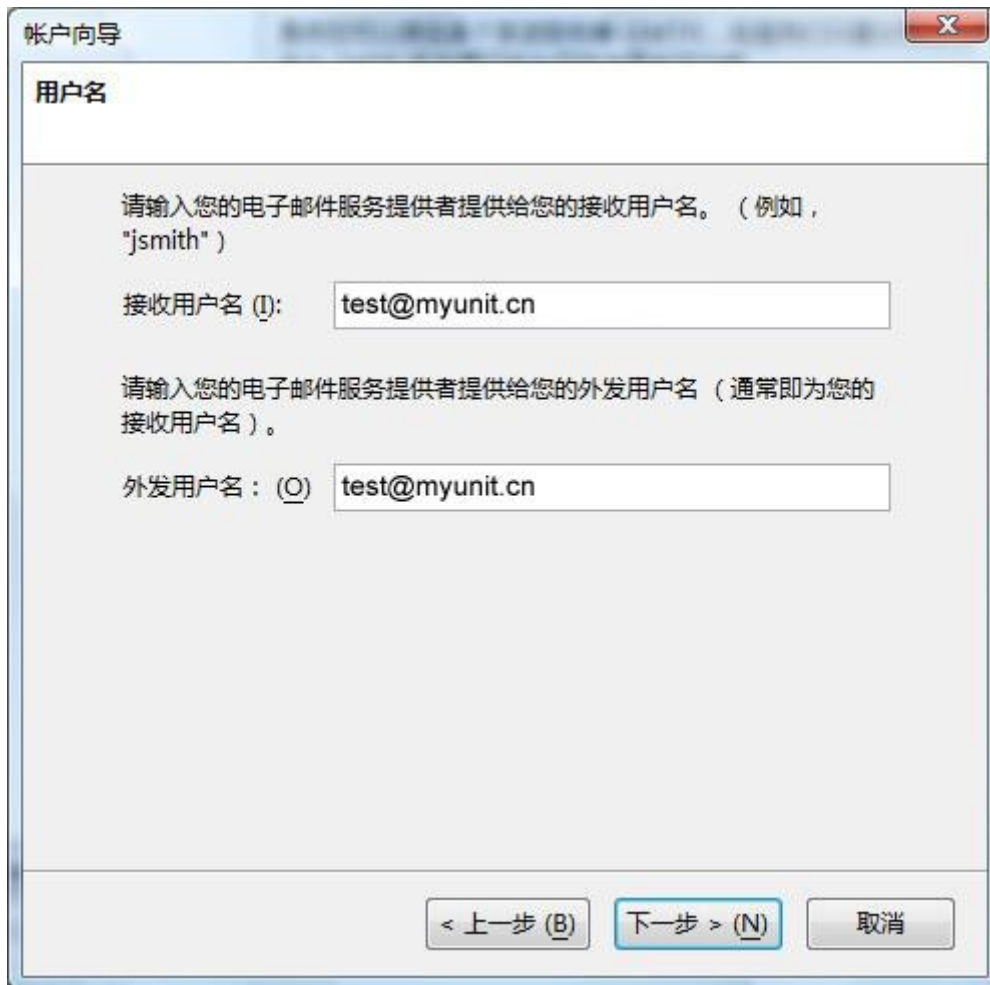 帐户向导
用户名
请输入您的电子邮件服务提供者提供给您的接收用户名。 （例如，
"jsmith" ）
接收用户名 (I): test@myunit.cn
请输入您的电子邮件服务提供者提供给您的外发用户名 （通常即为您的
接收用户名）。
外发用户名： (O) test@myunit.cn
< 上一步 (B) 下一步 > (N) 取消